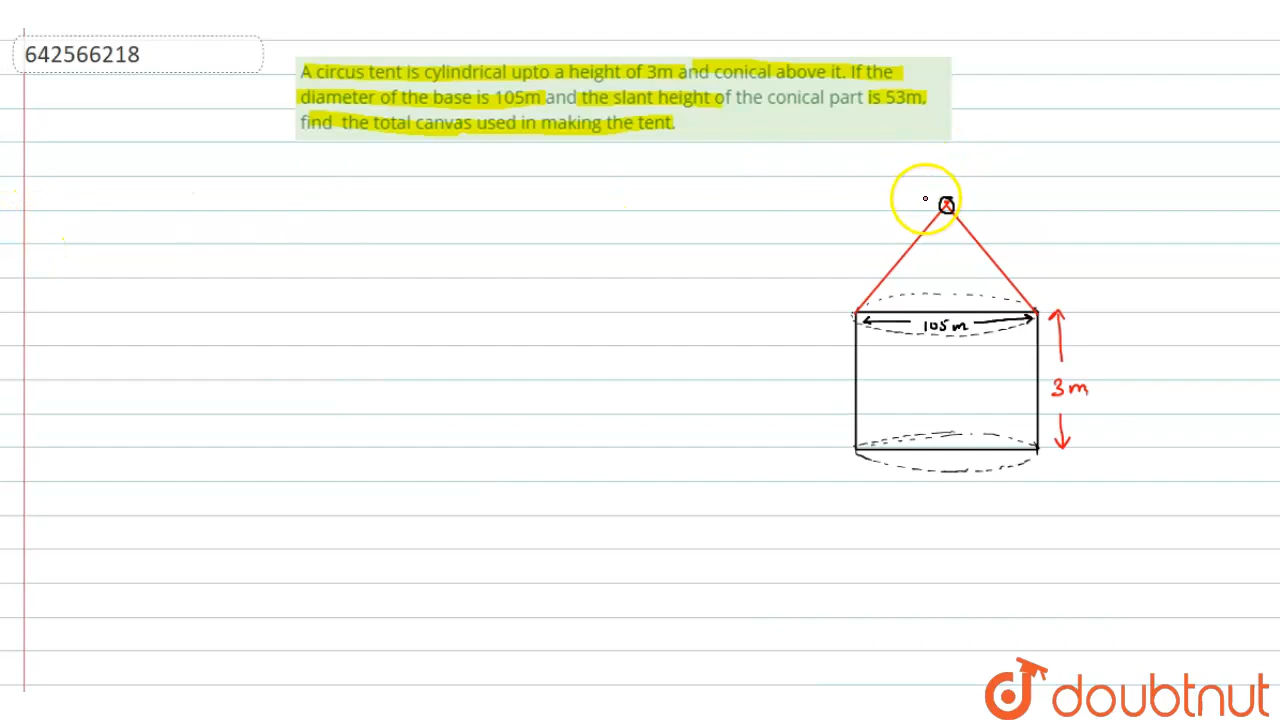 642566218
A circus tent is cylindrical upto a height of 3m and conical above it. If the
diameter of the base is 105m and the slant height of the conical part is 53m,
find the total canvas used in making the tent.
105m
3m
doubtnut